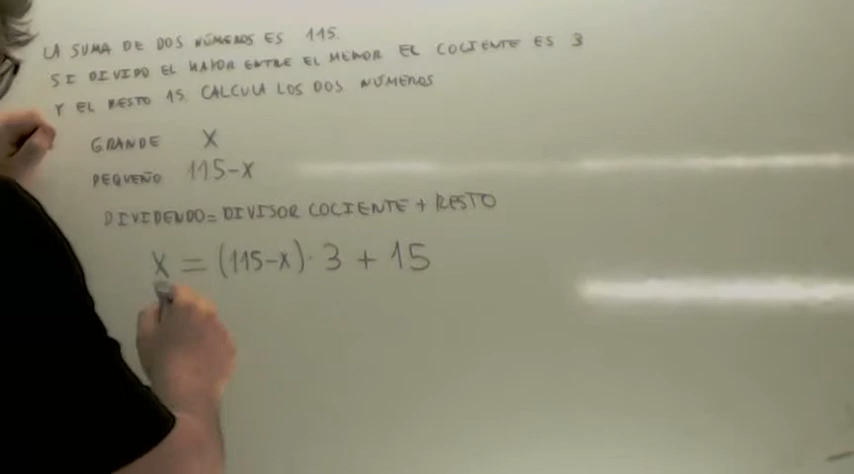 LA SUMA DE DOS NÚMEROS ES 115.
SI DIVIDO EL MAYOR ENTRE EL MENOR EL COCIENTE ES 3
Y EL RESTO 15. CALCULA LOS DOS NÚMEROS
GRANDE X
PEQUEÑO 115-X
DIVIDENDO = DIVISOR COCIENTE + RESTO
X = (115-X) · 3 + 15